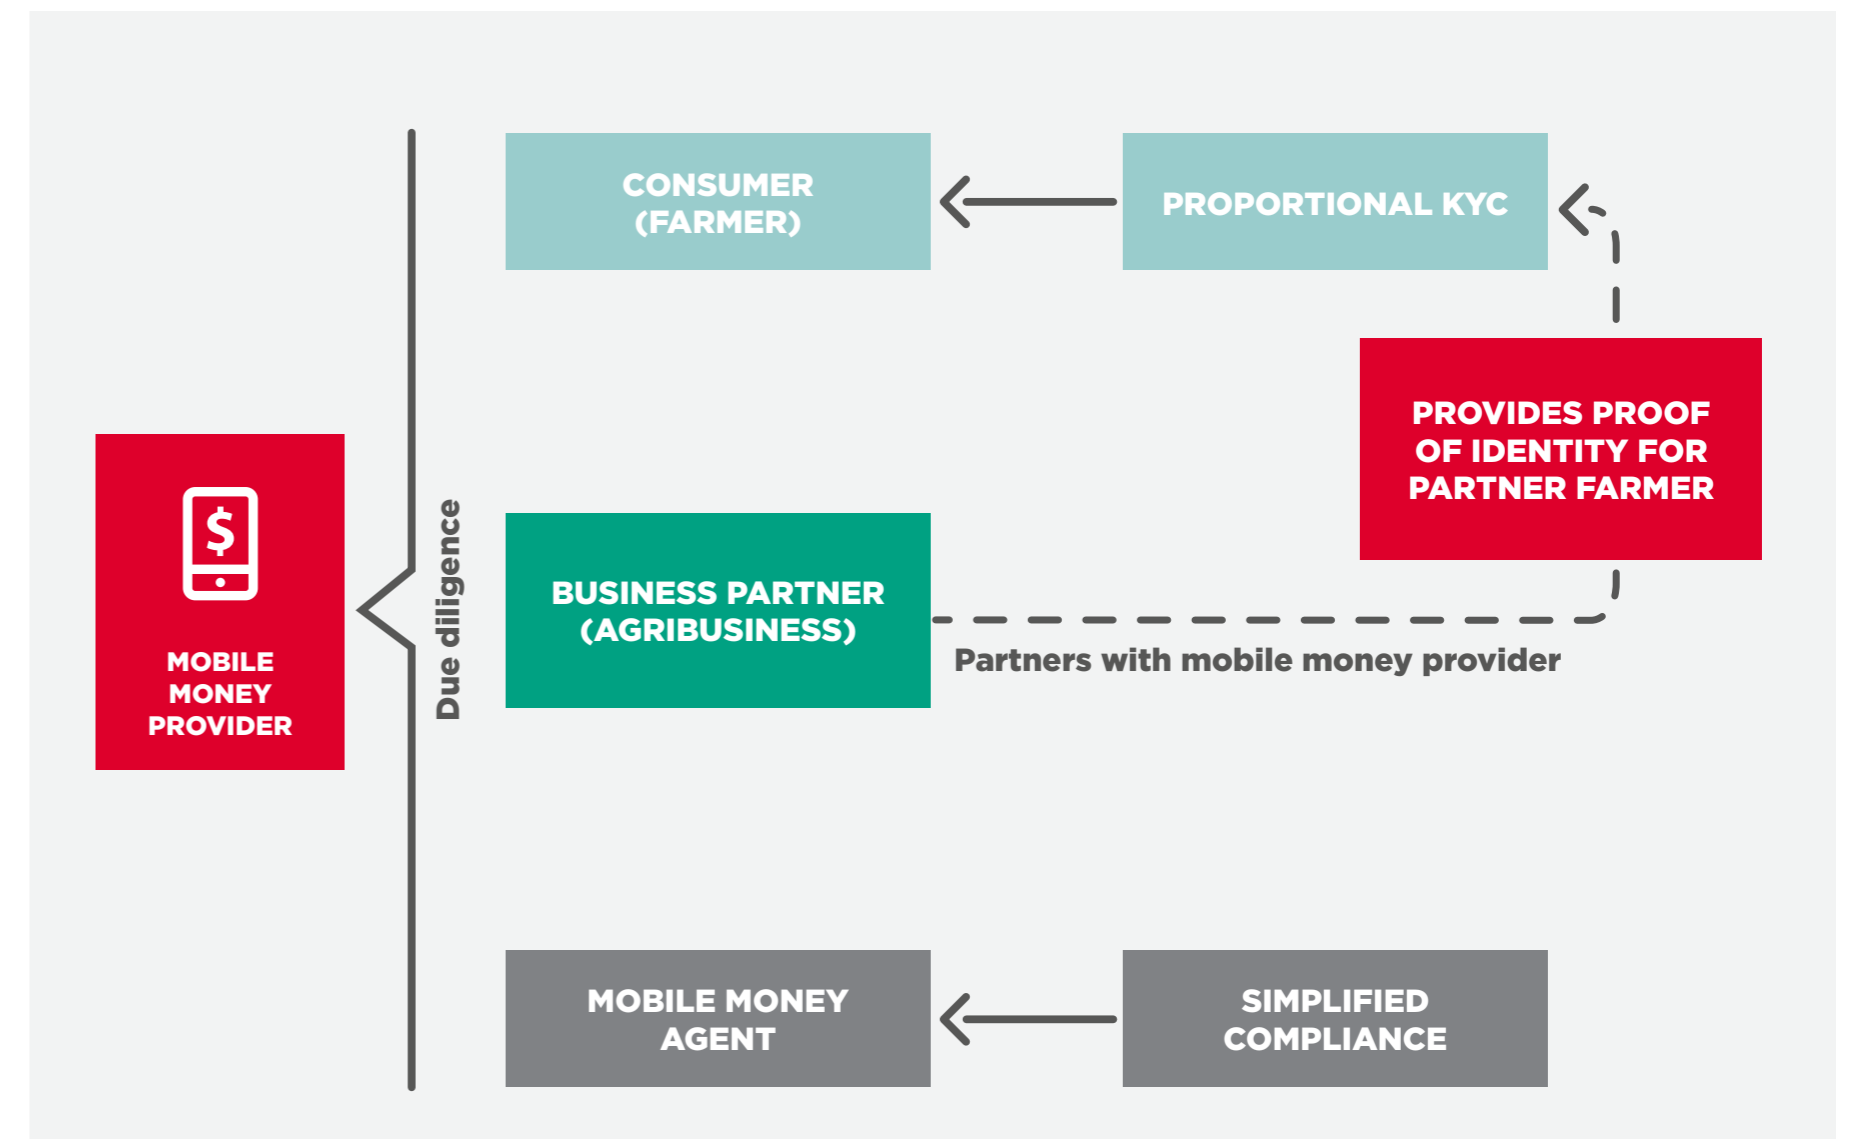 CONSUMER
(FARMER)
PROPORTIONAL KYC
PROVIDES PROOF
OF IDENTITY FOR
PARTNER FARMER
$
MOBILE
MONEY
PROVIDER
Due diligence
BUSINESS PARTNER
(AGRIBUSINESS)
Partners with mobile money provider
MOBILE MONEY
AGENT
SIMPLIFIED
COMPLIANCE